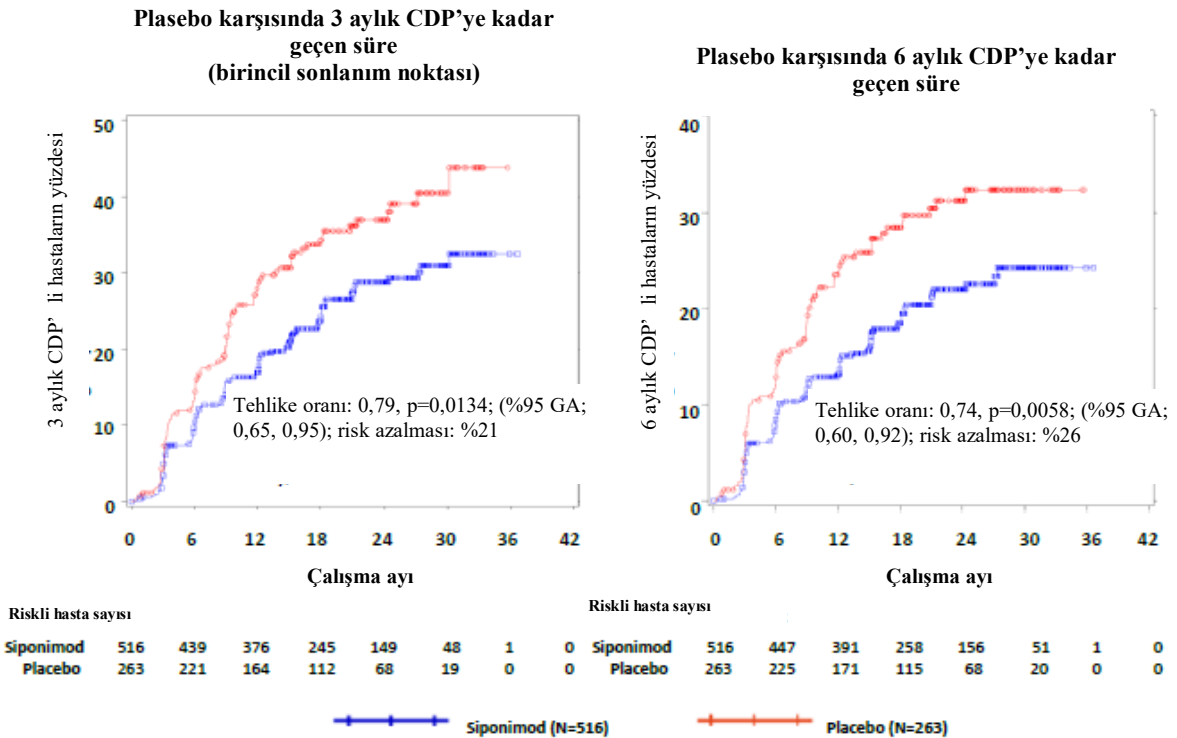 Plasebo karşısında 3 aylık CDP’ye kadar
geçen süre
(birincil sonlanım noktası)
3 aylık CDP’ li hastaların yüzdesi
50
40
30
20
10
0
Tehlike oranı: 0,79, p=0,0134; (%95 GA;
0,65, 0,95); risk azalması: %21
0 6 12 18 24 30 36 42
Çalışma ayı
Riskli hasta sayısı
Siponimod 516 439 376 245 149 48 1 0
Placebo 263 221 164 112 68 19 0 0
Plasebo karşısında 6 aylık CDP’ye kadar
geçen süre
6 aylık CDP’ li hastaların yüzdesi
40
30
20
10
0
Tehlike oranı: 0,74, p=0,0058; (%95 GA;
0,60, 0,92); risk azalması: %26
0 6 12 18 24 30 36 42
Çalışma ayı
Riskli hasta sayısı
Siponimod 516 447 391 258 156 51 1 0
Placebo 263 225 171 115 68 20 0 0
Siponimod (N=516)
Placebo (N=263)